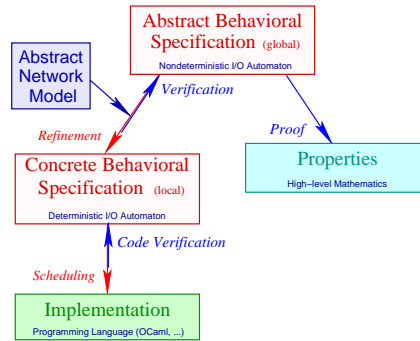 Abstract Behavioral
Specification (global)
Nondeterministic I/O Automaton
Abstract
Network
Model
Verification
Refinement
Proof
Concrete Behavioral
Specification (local)
Deterministic I/O Automaton
Properties
High−level Mathematics
Code Verification
Scheduling
Implementation
Programming Language (OCaml, ...)